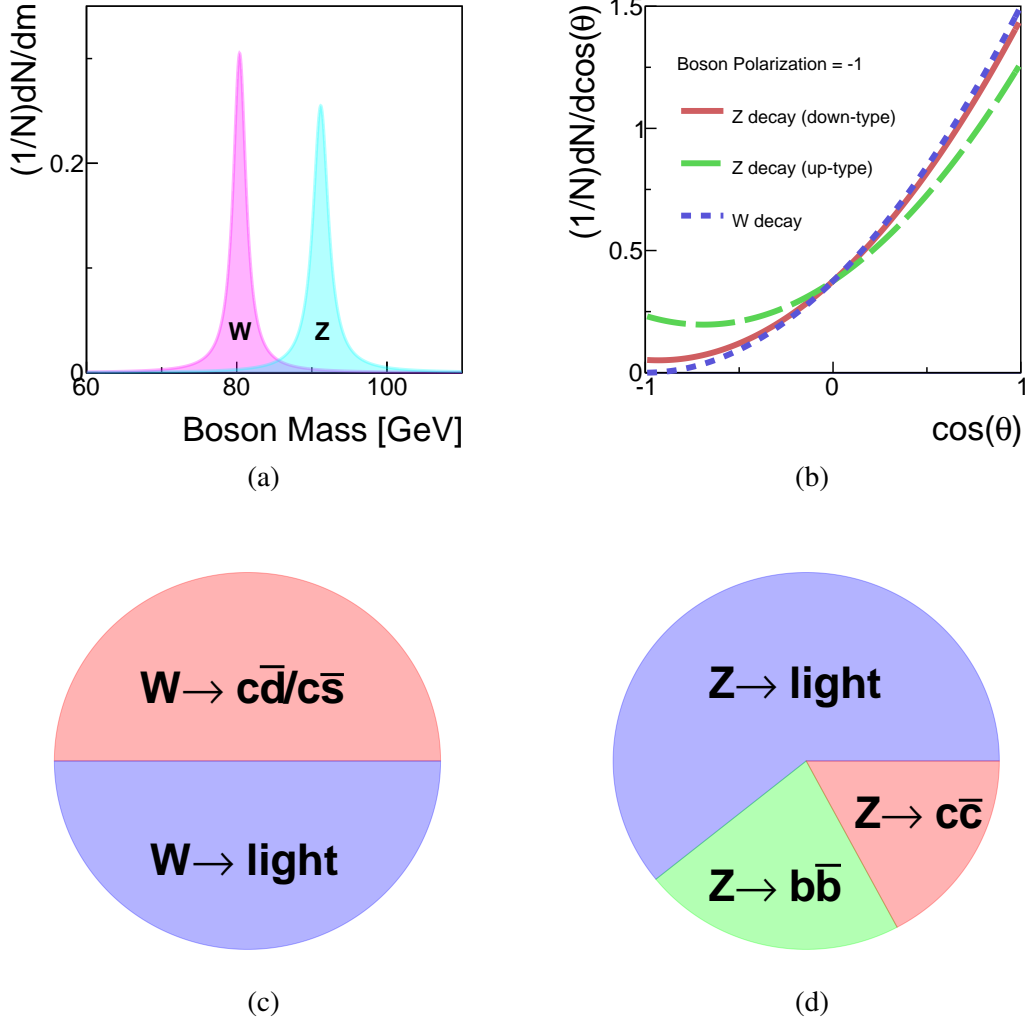 (1/N)dN/dm
0.2
0
W
Z
60
80
100
Boson Mass [GeV]
(a)
(1/N)dN/dcos(θ)
1.5
1
0.5
0
Boson Polarization = -1
Z decay (down-type)
Z decay (up-type)
W decay
-1
0
1
cos(θ)
(b)
W→ cd̅/cs̅
W→ light
(c)
Z→ light
Z→ cc̅
Z→ bb̅
(d)